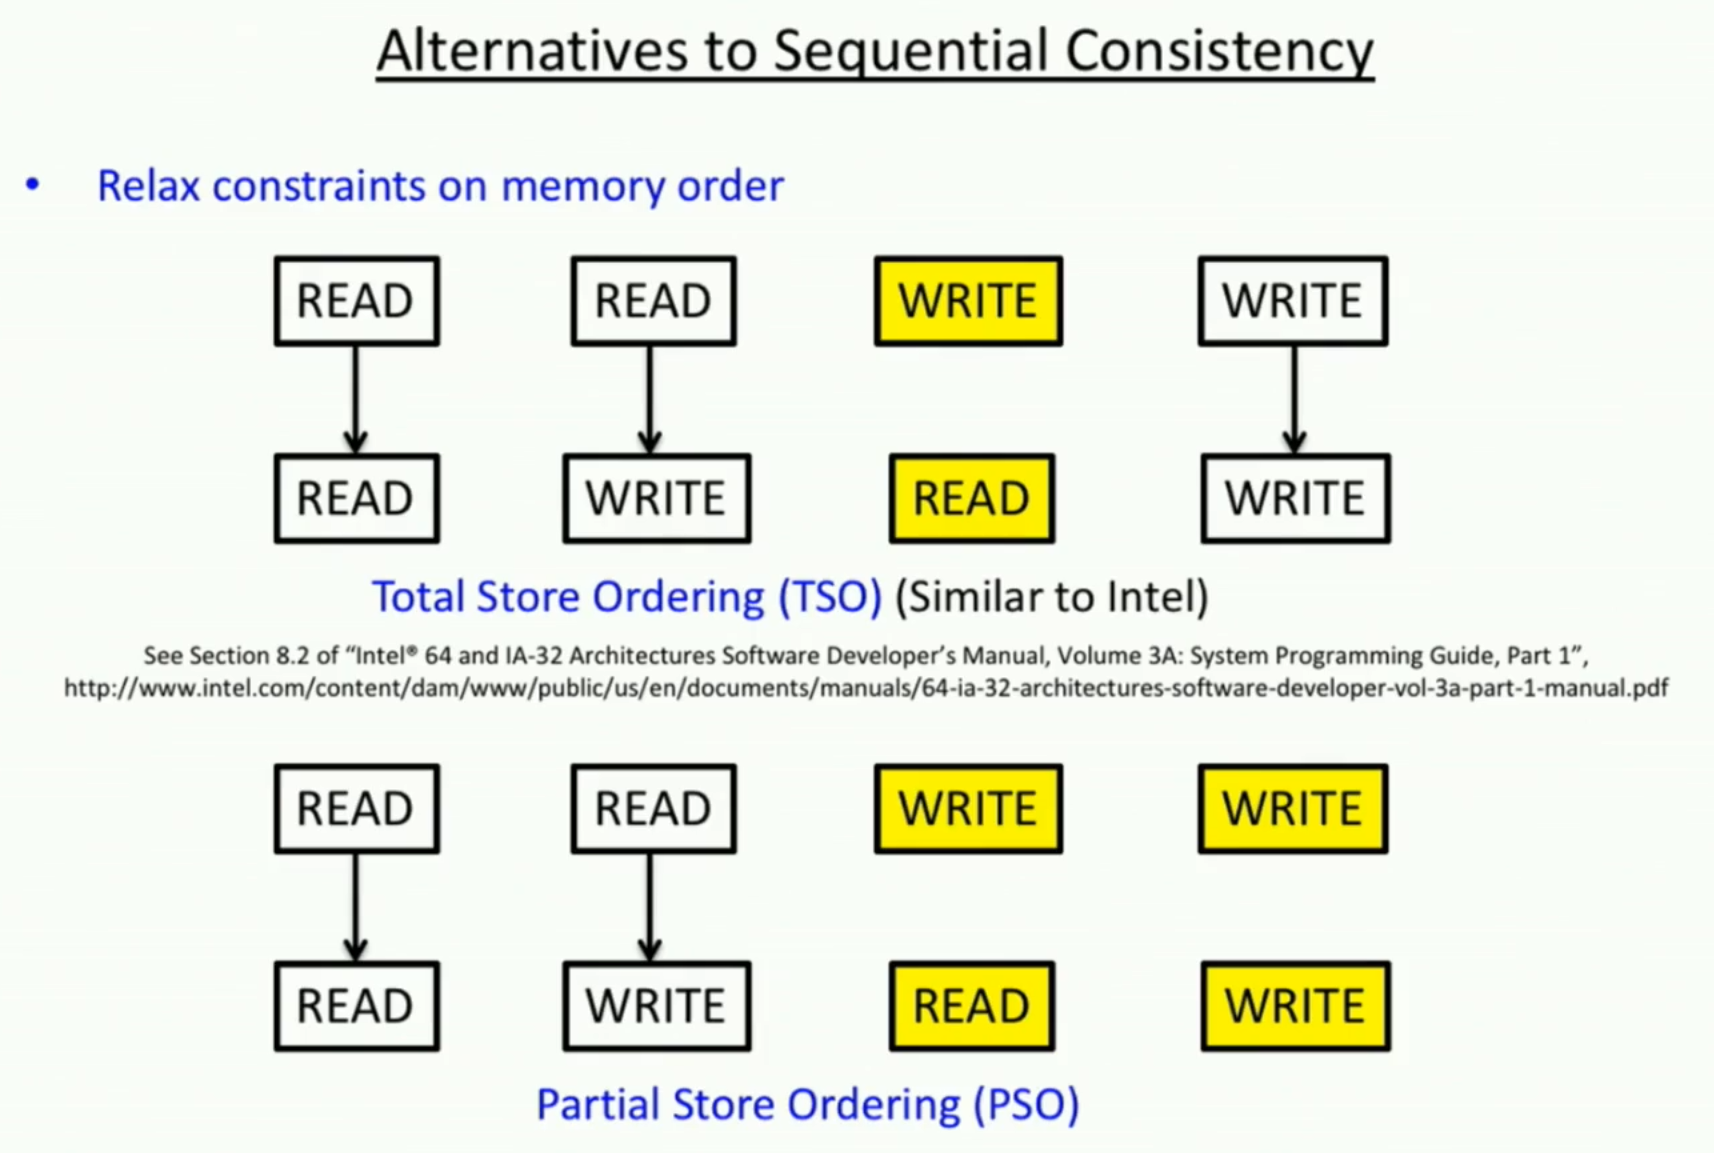 Alternatives to Sequential Consistency
• Relax constraints on memory order
READ READ WRITE WRITE
READ WRITE READ WRITE
Total Store Ordering (TSO) (Similar to Intel)
See Section 8.2 of “Intel® 64 and IA-32 Architectures Software Developer’s Manual, Volume 3A: System Programming Guide, Part 1”,
http://www.intel.com/content/dam/www/public/us/en/documents/manuals/64-ia-32-architectures-software-developer-vol-3a-part-1-manual.pdf
READ READ WRITE WRITE
READ WRITE READ WRITE
Partial Store Ordering (PSO)